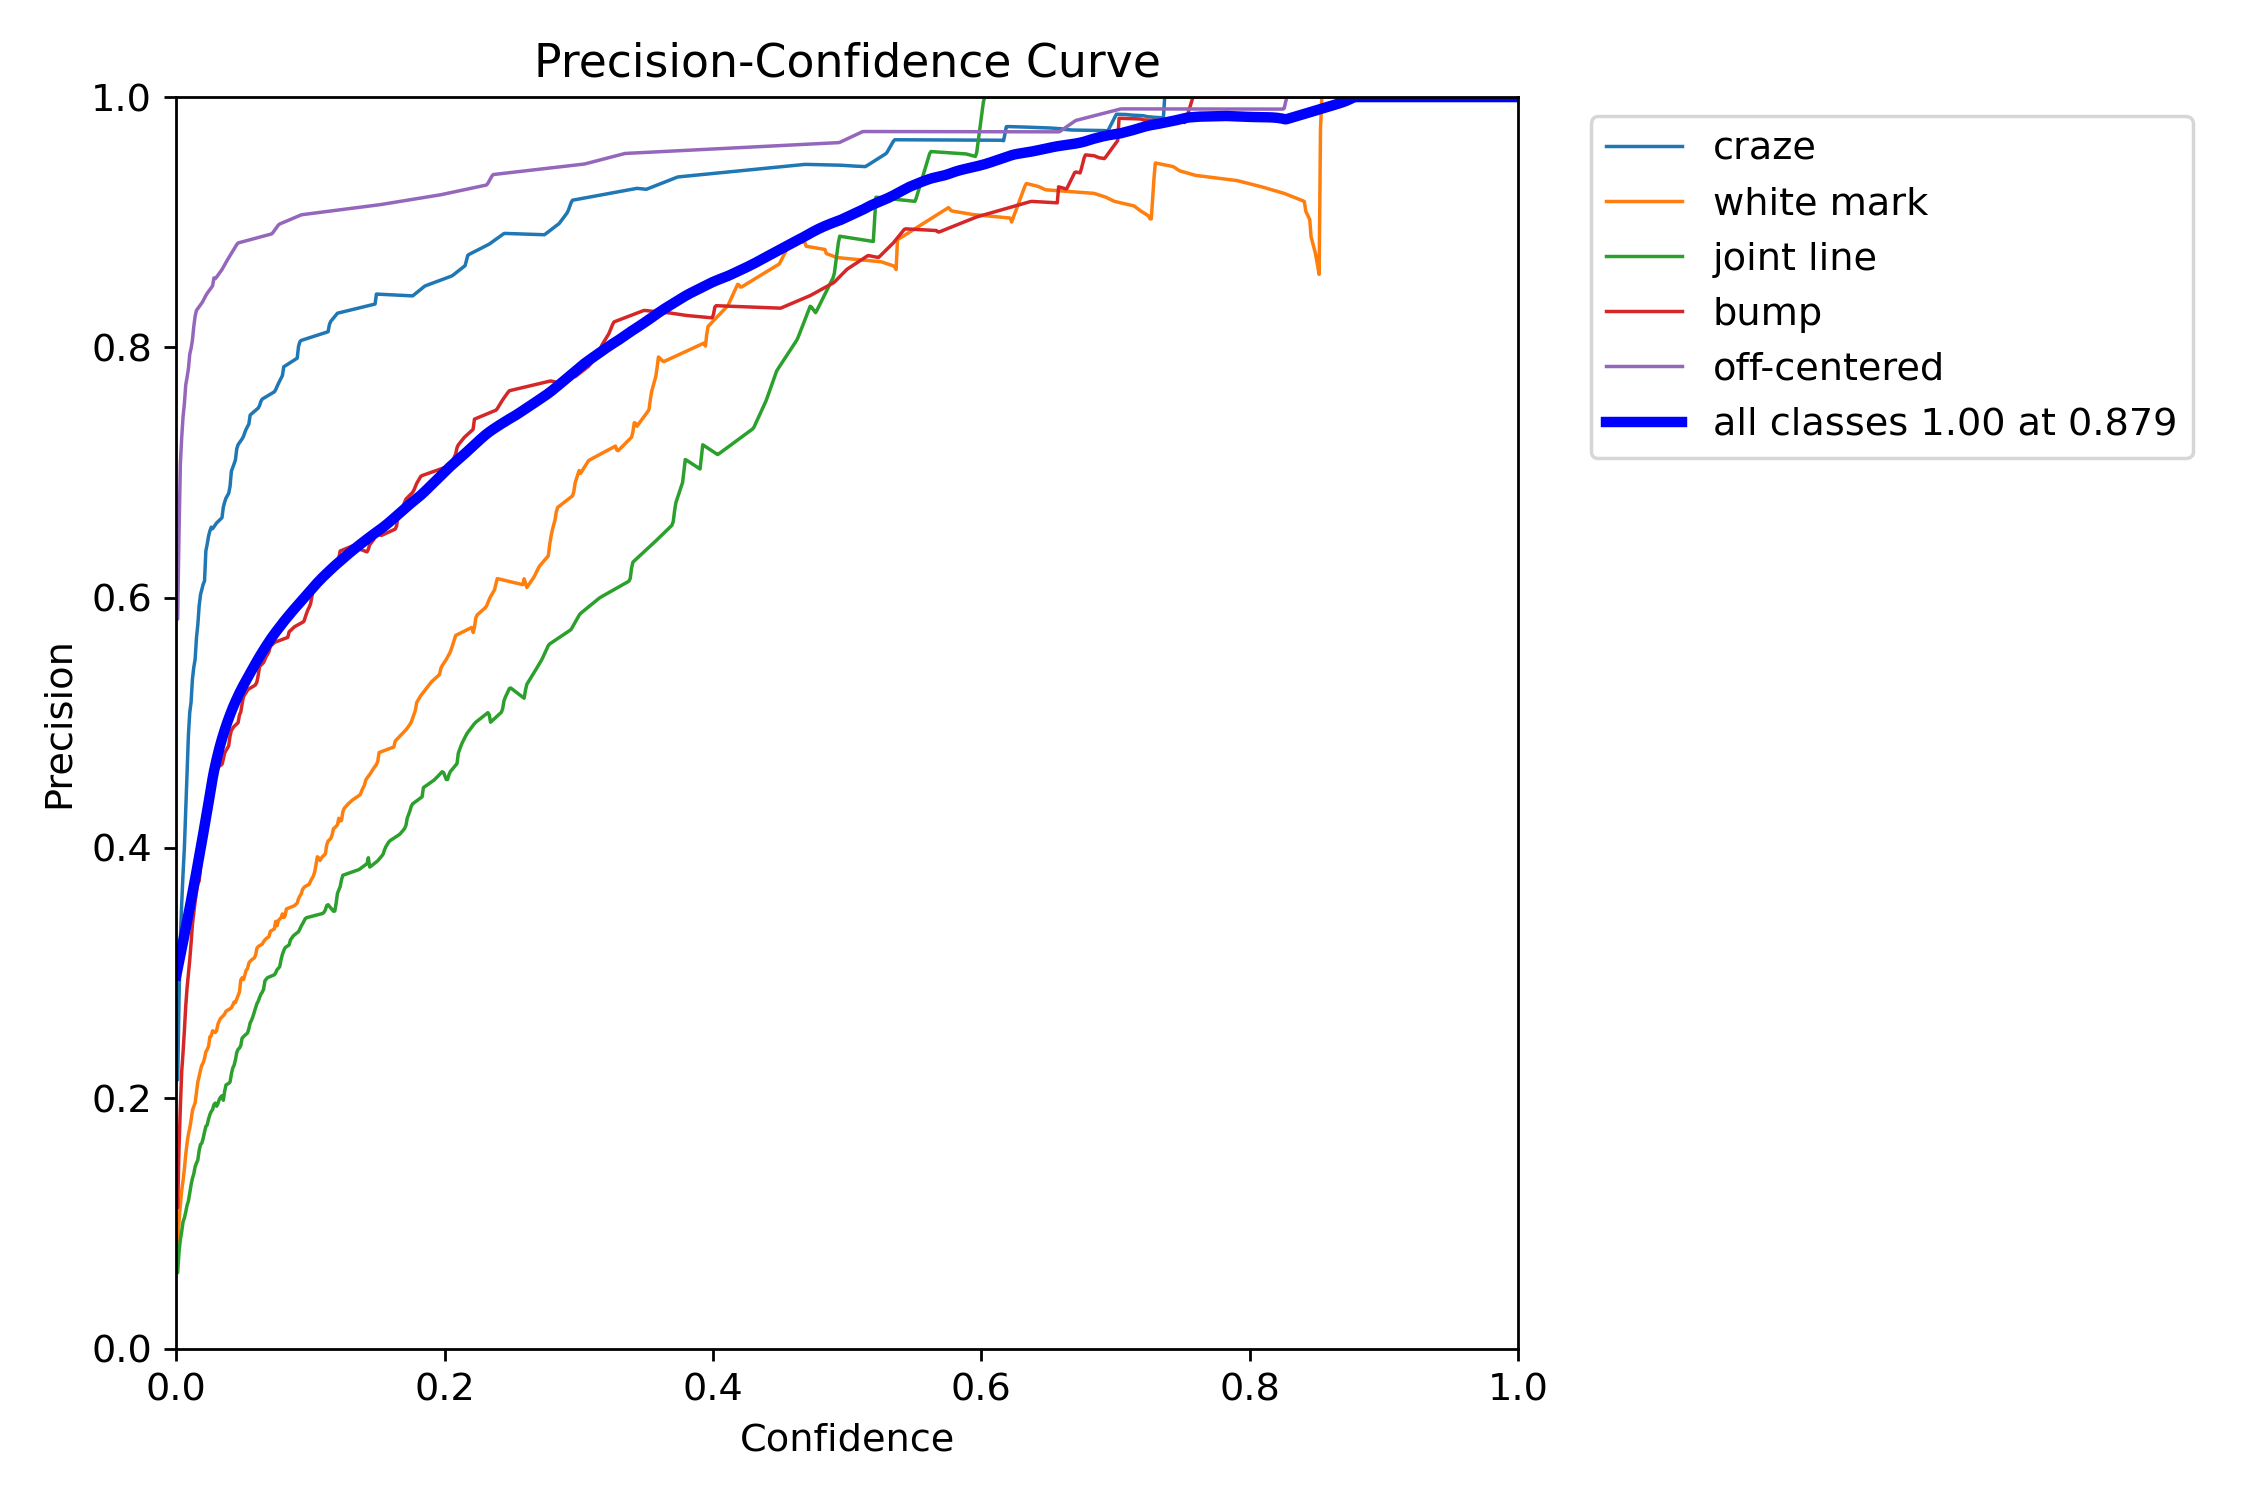 Precision-Confidence Curve
1.0
0.8
0.6
0.4
0.2
0.0
Precision
0.0 0.2 0.4 0.6 0.8 1.0
Confidence
craze
white mark
joint line
bump
off-centered
all classes 1.00 at 0.879